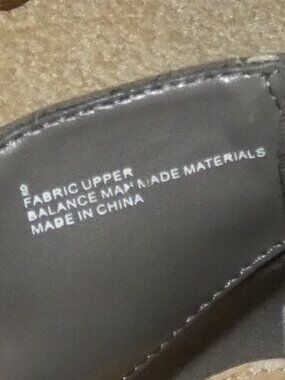 9
FABRIC UPPER
BALANCE MAN MADE MATERIALS
MADE IN CHINA